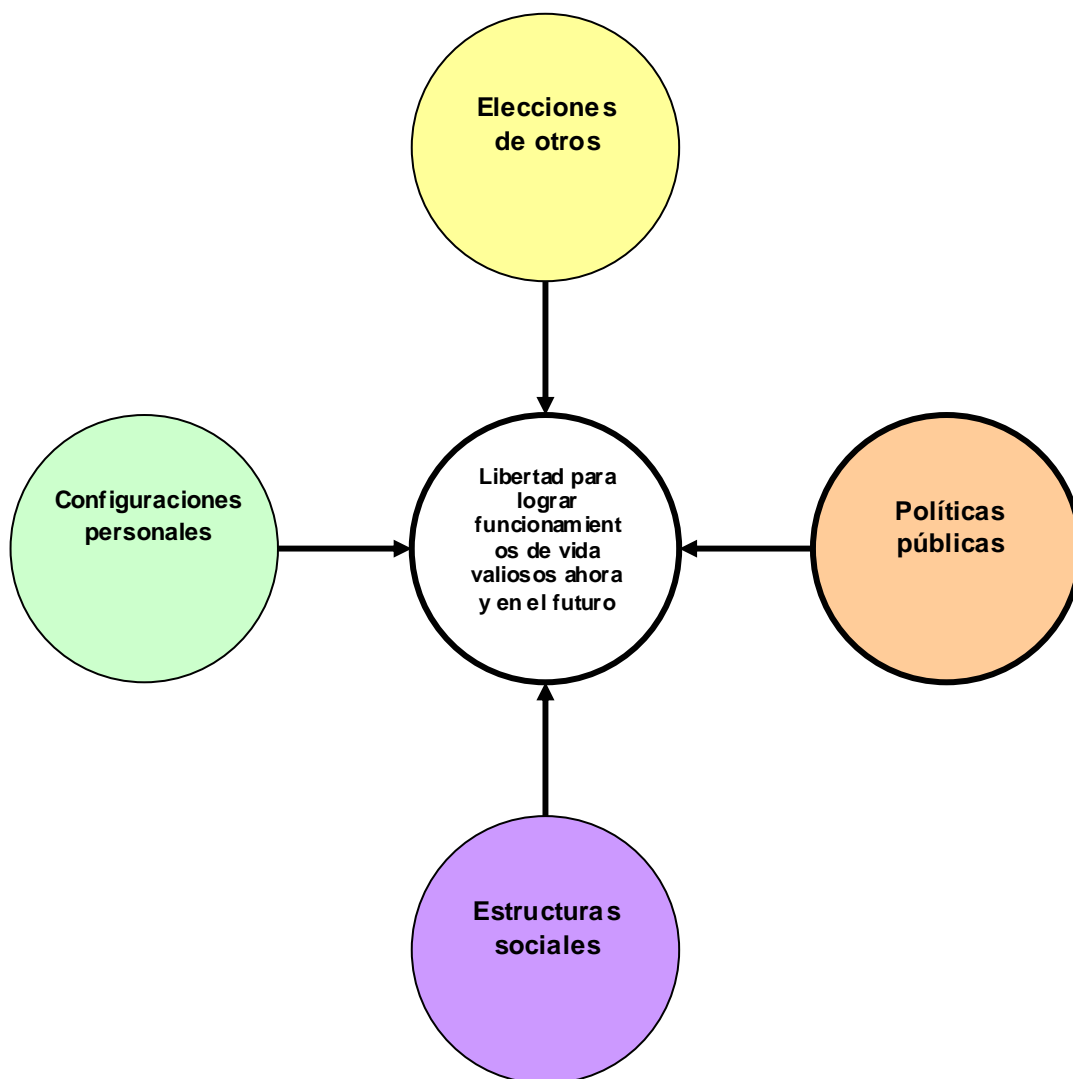 Elecciones
de otros
Configuraciones
personales
Libertad para
lograr
funcionamient
os de vida
valiosos ahora
y en el futuro
Políticas
públicas
Estructuras
sociales